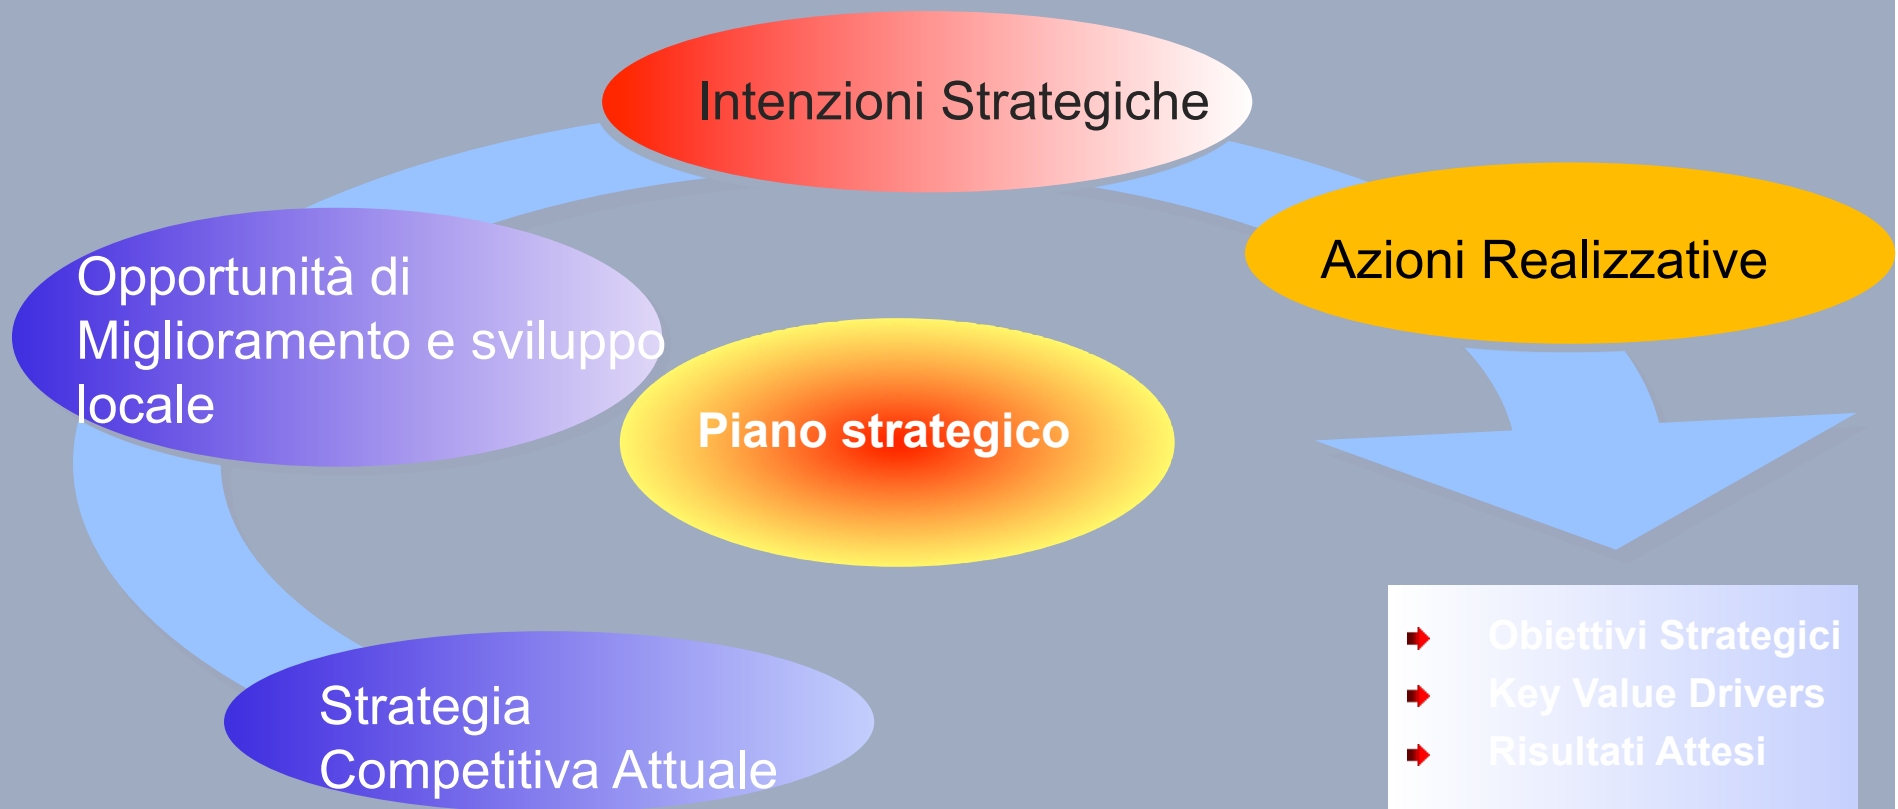 Intenzioni Strategiche
Azioni Realizzative
Opportunità di
Miglioramento e sviluppo
locale
Piano strategico
Strategia
Competitiva Attuale
Obiettivi Strategici
Key Value Drivers
Risultati Attesi